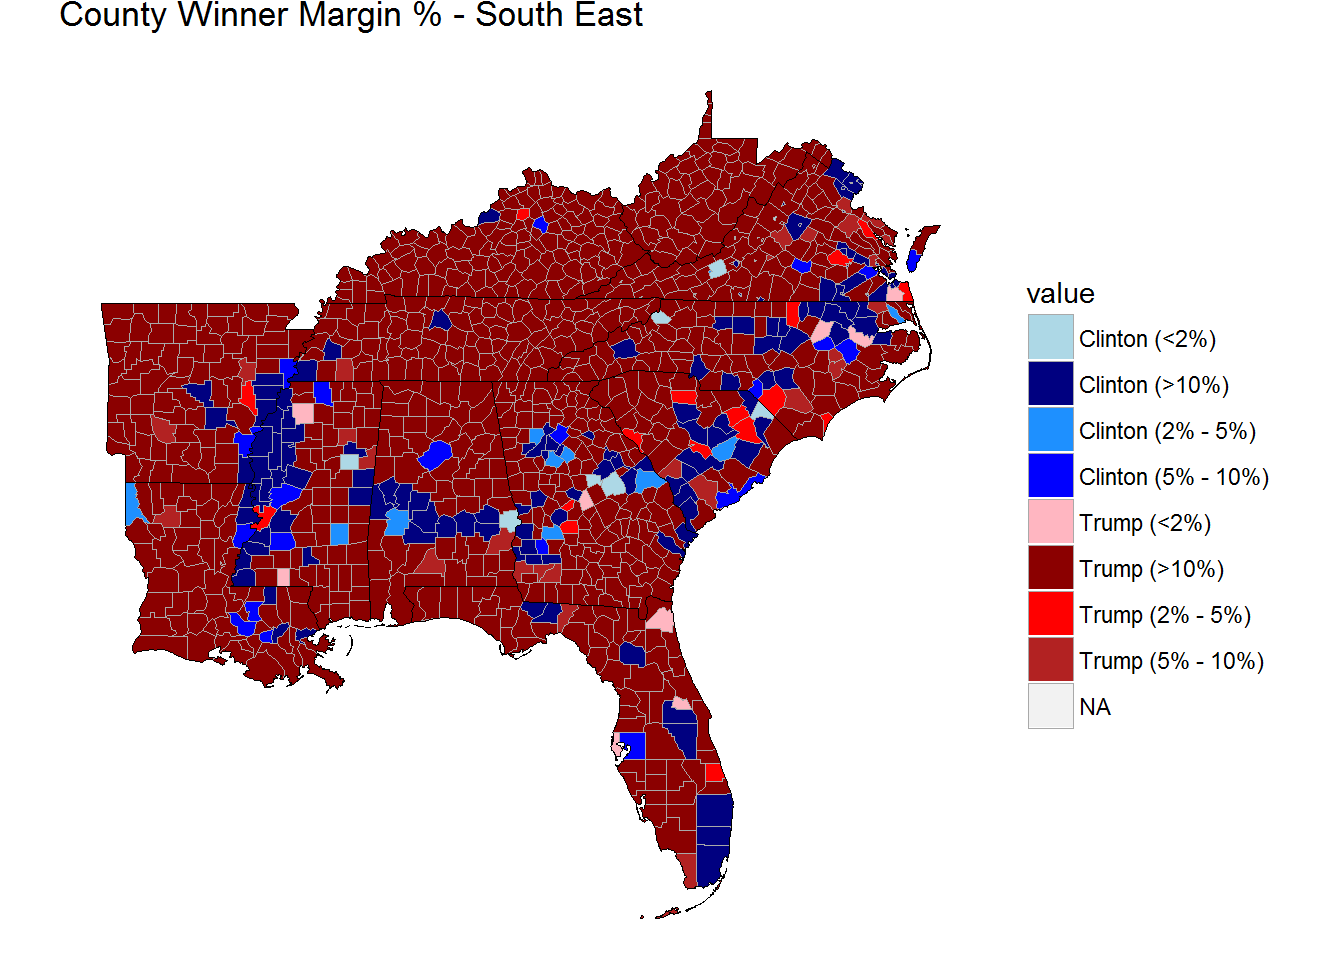 County Winner Margin % - South East
value
Clinton (<2%)
Clinton (>10%)
Clinton (2% - 5%)
Clinton (5% - 10%)
Trump (<2%)
Trump (>10%)
Trump (2% - 5%)
Trump (5% - 10%)
NA